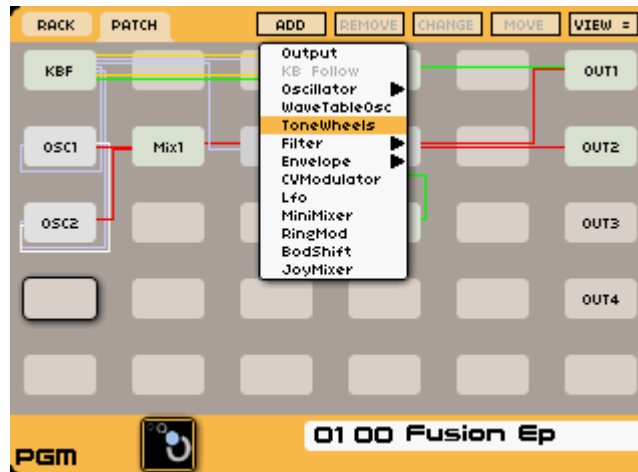 RACK PATCH ADD REMOVE CHANGE MOVE VIEW =
Output
KB Follow
Oscillator
WaveTableOsc
ToneWheels
Filter
Envelope
CVModulator
Lfo
MiniMixer
RingMod
BodShift
JoyMixer
KBF OUT1
OSC1 Mix1 OUT2
OSC2 OUT3
OUT4
PGM 01 00 Fusion Ep